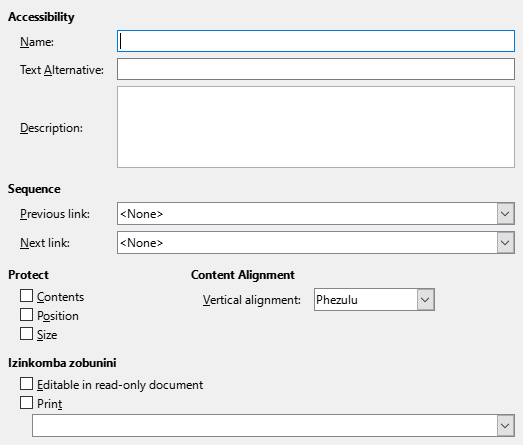 Accessibility
Name:
Text Alternative:
Description:
Sequence
Previous link: <None>
Next link: <None>
Protect Content Alignment
Contents Vertical alignment: Phezulu
Position
Size
Izinkomba zobunini
Editable in read-only document
Print